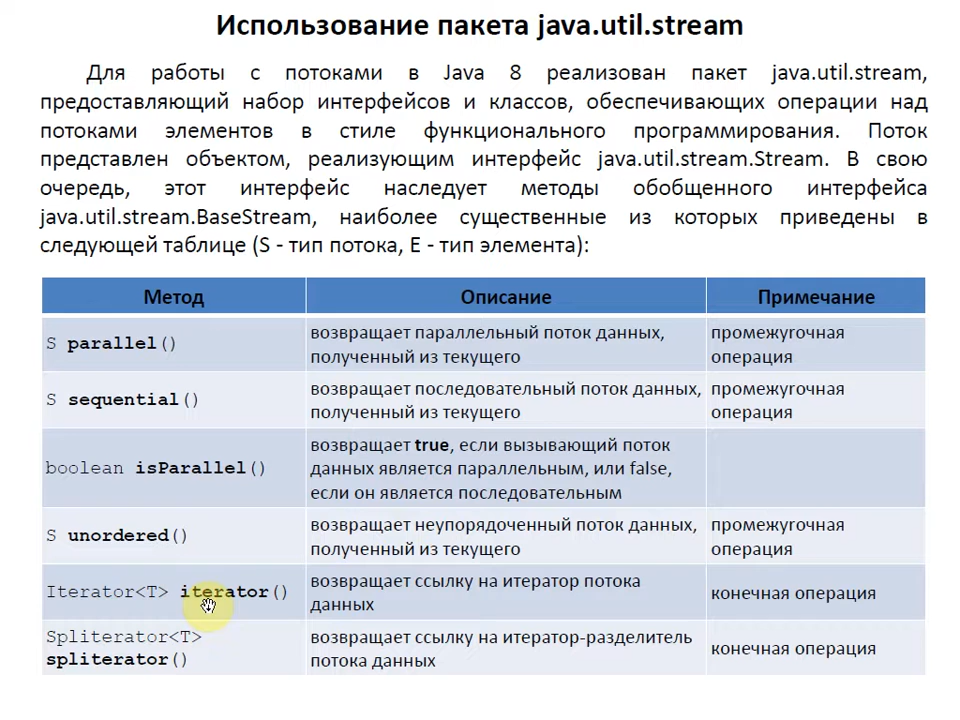 Использование пакета java.util.stream
Для работы с потоками в Java 8 реализован пакет java.util.stream,
предоставляющий набор интерфейсов и классов, обеспечивающих операции над
потоками элементов в стиле функционального программирования. Поток
представлен объектом, реализующим интерфейс java.util.stream.Stream. В свою
очередь, этот интерфейс наследует методы обобщенного интерфейса
java.util.stream.BaseStream, наиболее существенные из которых приведены в
следующей таблице (S - тип потока, E - тип элемента):
Метод Описание Примечание
S parallel() возвращает параллельный поток данных, промежуrочная
полученный из текущего операция
S sequential() возвращает последовательный поток данных, промежуrочная
полученный из текущего операция
boolean isParallel() возвращает true, если вызывающий поток
данных является параллельным, или false,
если он является последовательным
S unordered() возвращает неупорядоченный поток данных, промежуrочная
полученный из текущего операция
Iterator<T> iterator() возвращает ссылку на итератор потока
данных конечная операция
Spliterator<T> возвращает ссылку на итератор-разделитель
spliterator() потока данных конечная операция